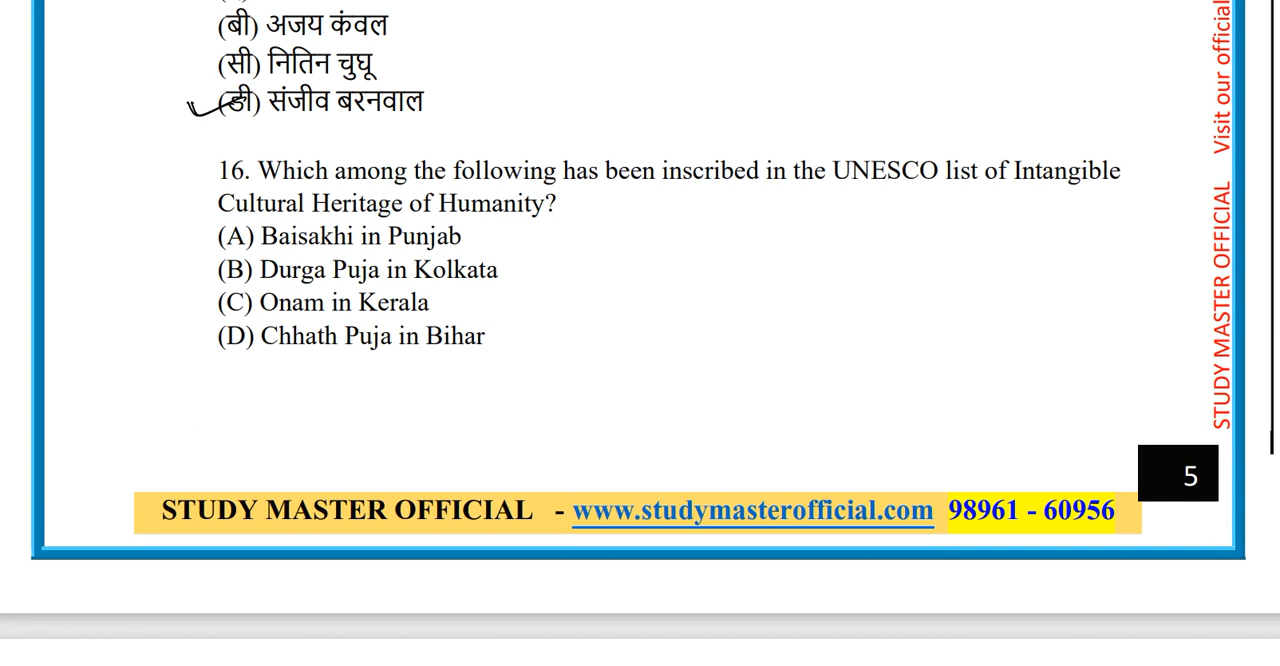 (बी) अजय कंवल
(सी) नितिन चुघू
(डी) संजीव बरनवाल
16. Which among the following has been inscribed in the UNESCO list of Intangible
Cultural Heritage of Humanity?
(A) Baisakhi in Punjab
(B) Durga Puja in Kolkata
(C) Onam in Kerala
(D) Chhath Puja in Bihar
STUDY MASTER OFFICIAL Visit our official
5
STUDY MASTER OFFICIAL - www.studymasterofficial.com 98961 - 60956